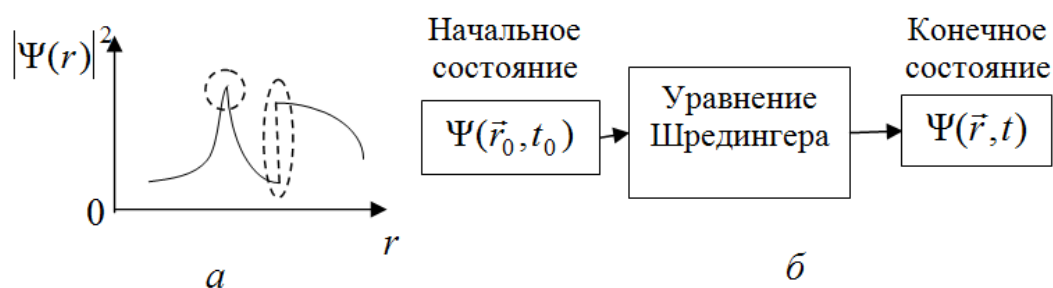 |Ψ(r)|²
0
r
а
Начальное
состояние
Ψ(r⃗₀,t₀)
Уравнение
Шредингера
Конечное
состояние
Ψ(r⃗,t)
б